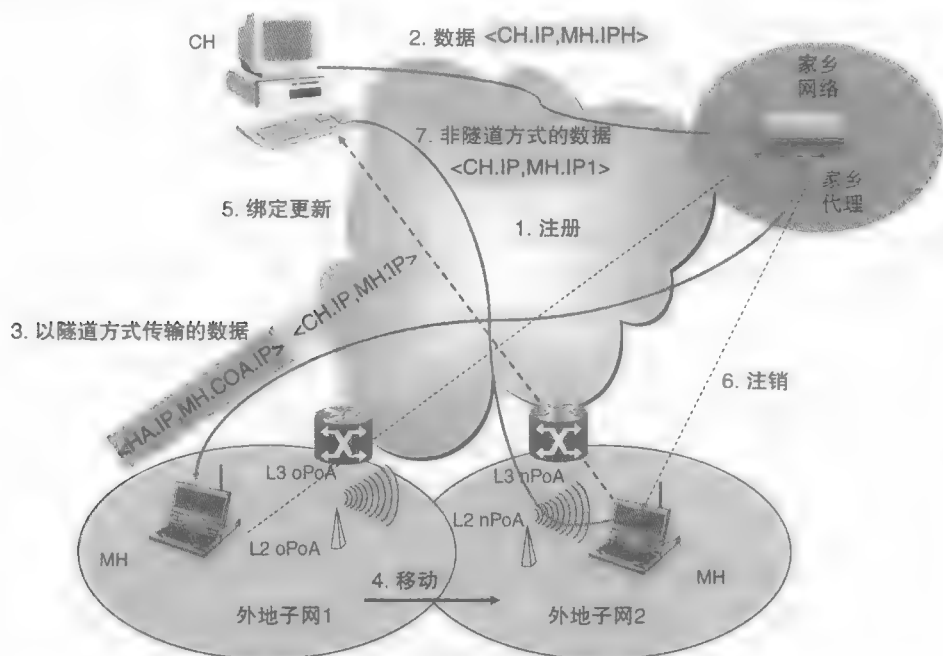 CH
2. 数据 <CH.IP,MH.IPH>
家乡
网络
7. 非隧道方式的数据
<CH.IP,MH.IP1>
家乡
代理
5. 绑定更新
1. 注册
3. 以隧道方式传输的数据
<HA.IP,MH.COA.IP> <CH.IP,MH.IP>
6. 注销
L3 oPoA
L3 nPoA
L2 oPoA
L2 nPoA
MH
MH
4. 移动
外地子网1
外地子网2